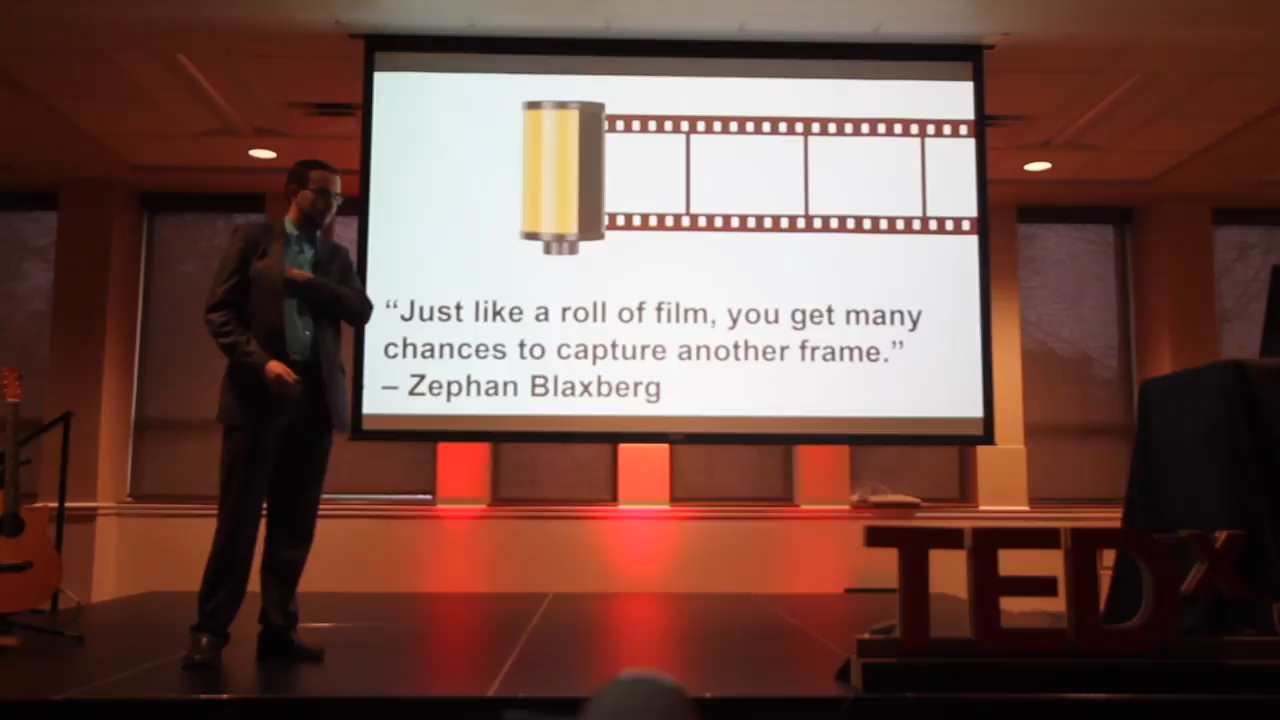 “Just like a roll of film, you get many
chances to capture another frame.”
– Zephan Blaxberg
TEDx